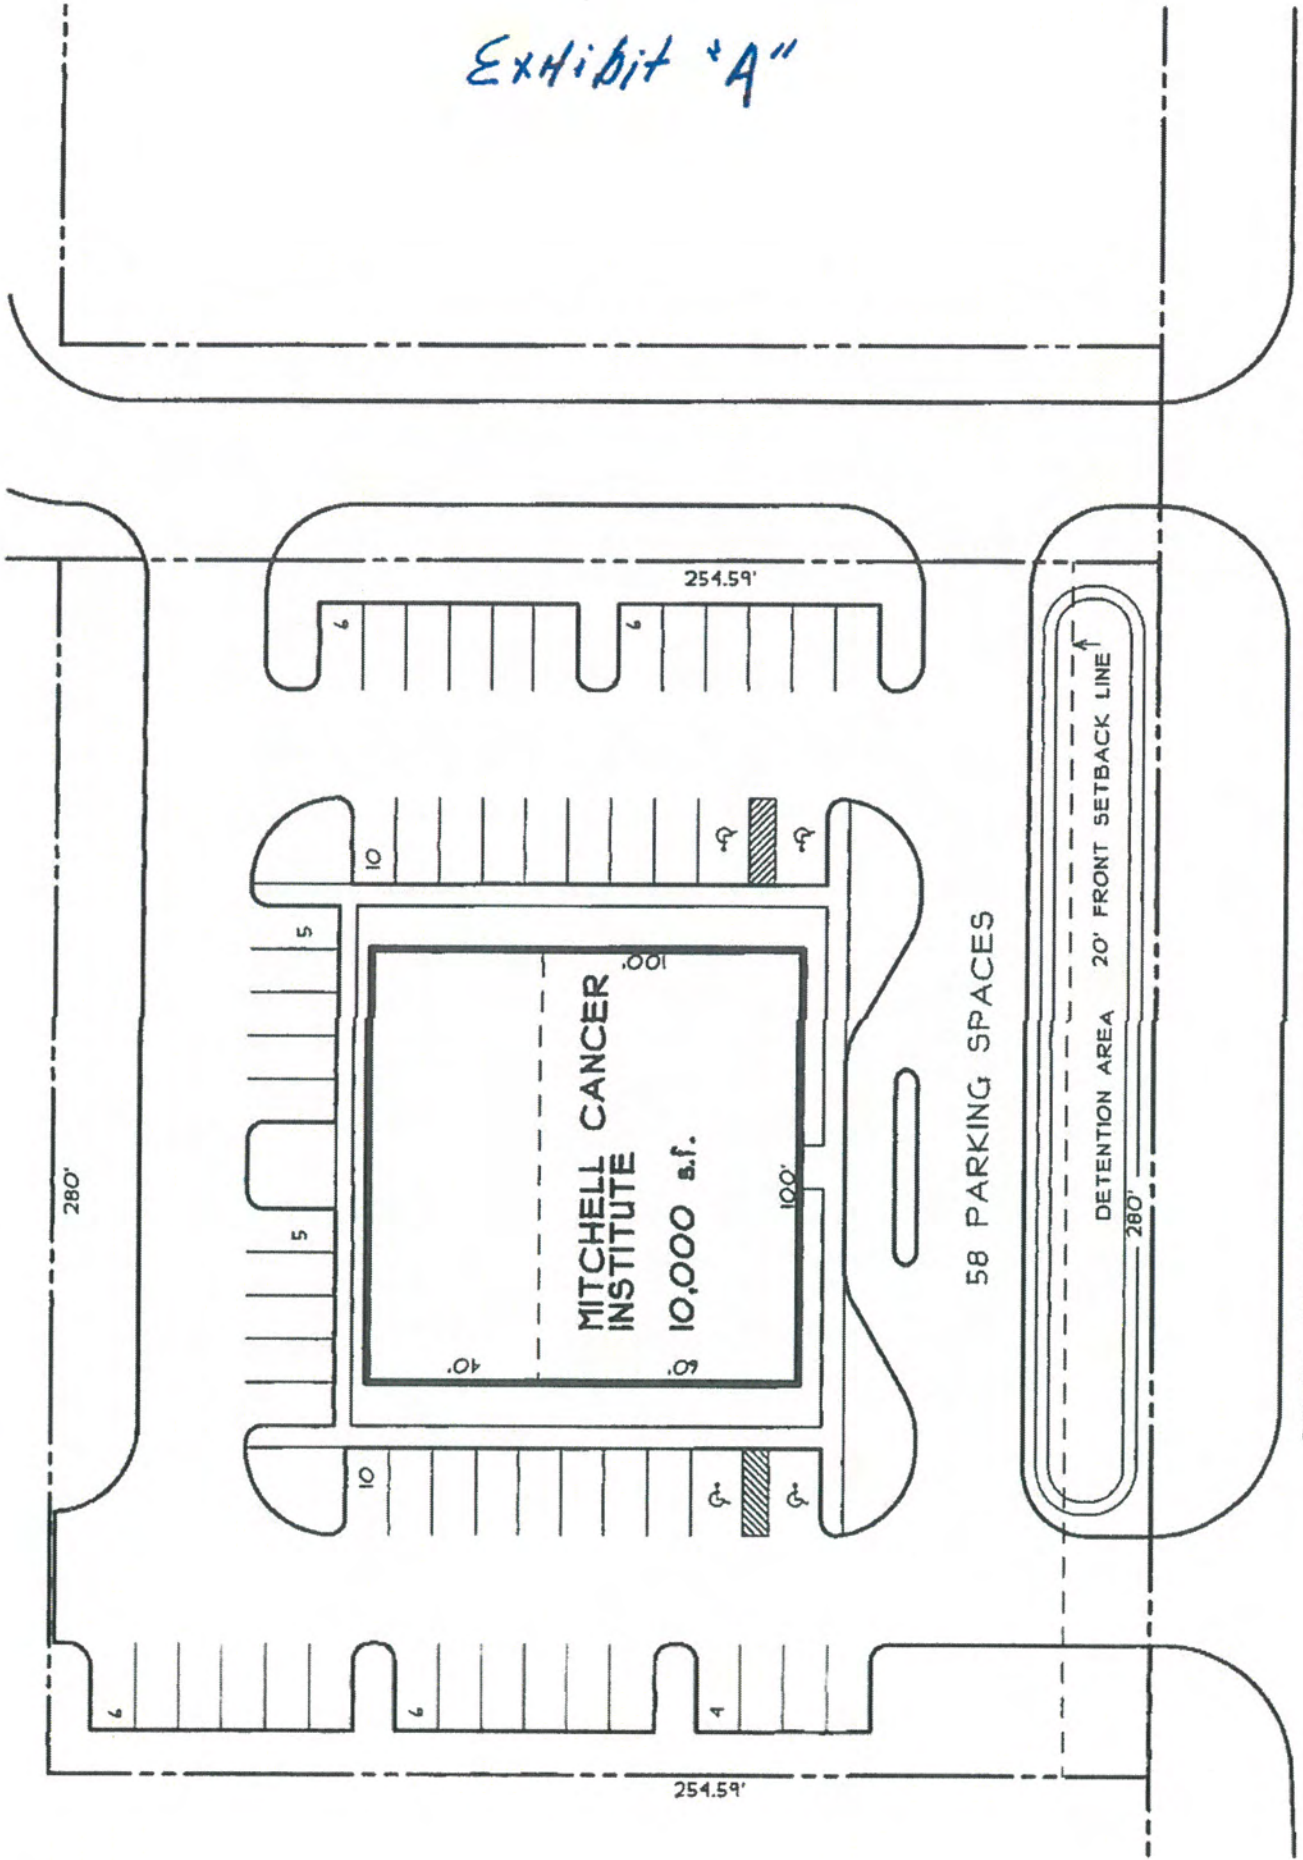 Exhibit "A"
254.59'
6
6
10
5
5
280'
100'
MITCHELL CANCER
INSTITUTE
10,000 s.f.
100'
40'
60'
10
58 PARKING SPACES
20' FRONT SETBACK LINE
DETENTION AREA
280'
6
6
4
254.59'